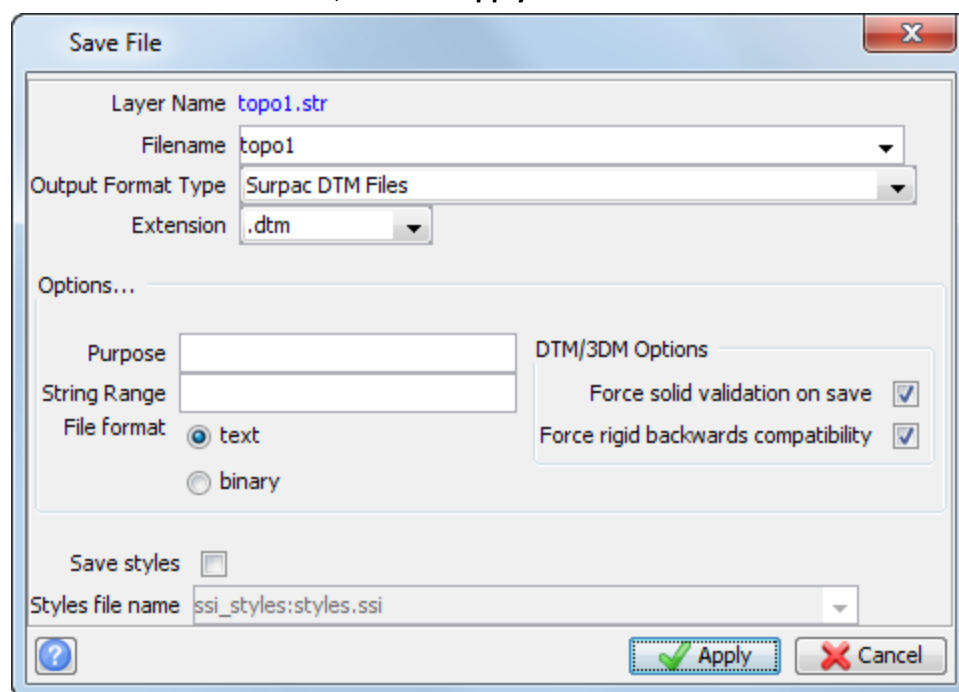 Save File
Layer Name topo1.str
Filename topo1
Output Format Type Surpac DTM Files
Extension .dtm
Options...
Purpose
String Range
File format text
binary
DTM/3DM Options
Force solid validation on save
Force rigid backwards compatibility
Save styles
Styles file name ssi_styles:styles.ssi
Apply Cancel